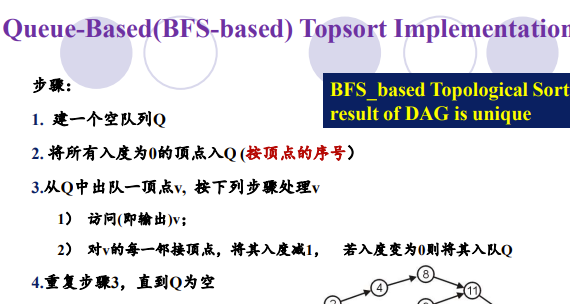 Queue-Based(BFS-based) Topsort Implementation
步骤：
BFS_based Topological Sort
result of DAG is unique
1. 建一个空队列Q
2. 将所有入度为0的顶点入Q (按顶点的序号）
3.从Q中出队一顶点v, 按下列步骤处理v
1） 访问(即输出)v；
2） 对v的每一邻接顶点，将其入度减1， 若入度变为0则将其入队Q
4.重复步骤3，直到Q为空
8
4
11